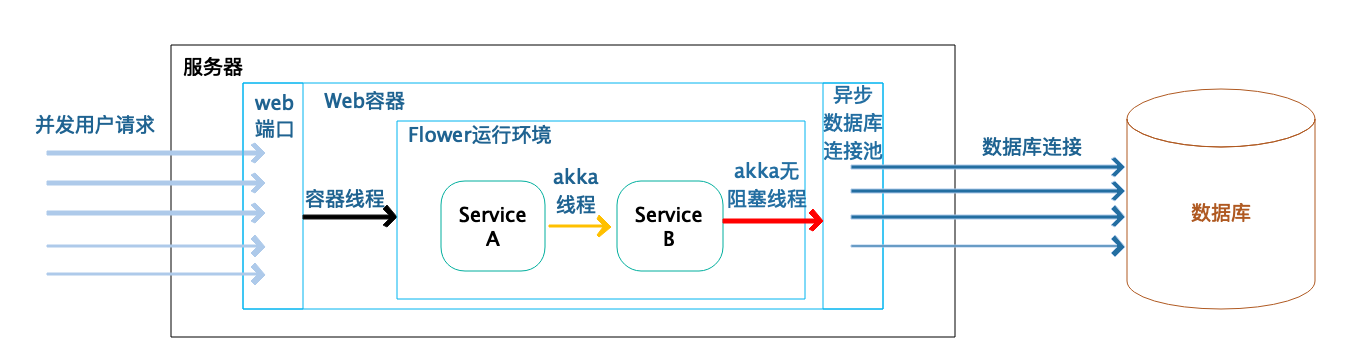 服务器
并发用户请求
web
端口
Web容器
Flower运行环境
容器线程
Service
A
akka
线程
Service
B
akka无
阻塞线程
异步
数据库
连接池
数据库连接
数据库